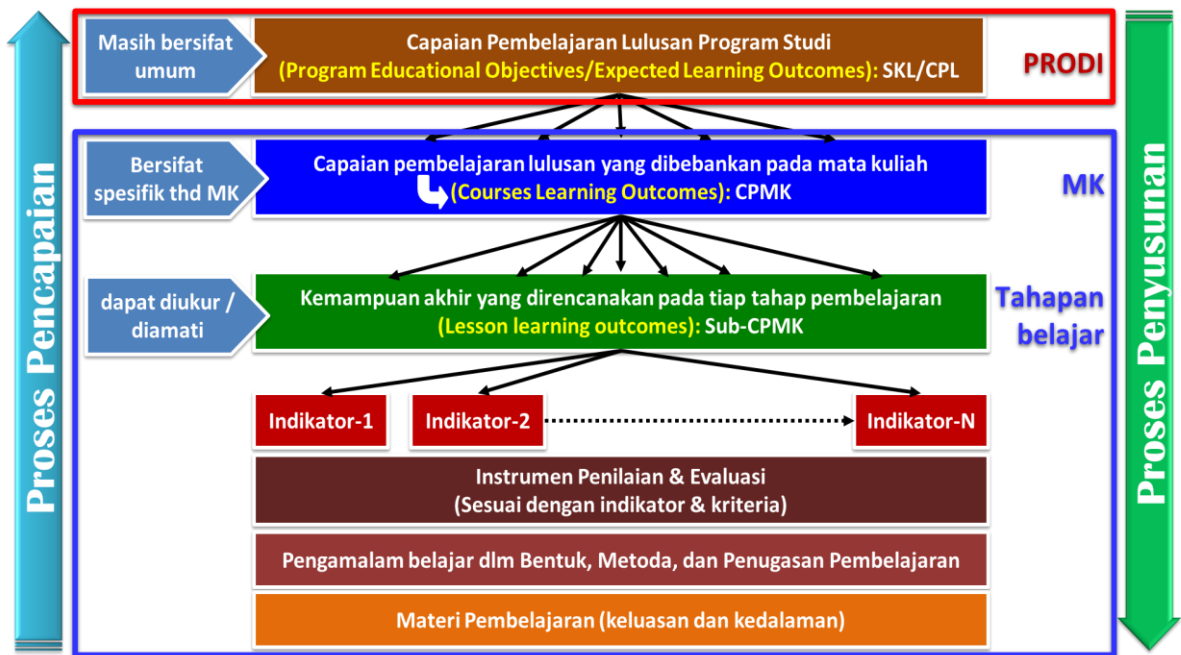 Proses Pencapaian
Masih bersifat
umum
Capaian Pembelajaran Lulusan Program Studi
(Program Educational Objectives/Expected Learning Outcomes): SKL/CPL
PRODI
Bersifat
spesifik thd MK
Capaian pembelajaran lulusan yang dibebankan pada mata kuliah
(Courses Learning Outcomes): CPMK
MK
dapat diukur /
diamati
Kemampuan akhir yang direncanakan pada tiap tahap pembelajaran
(Lesson learning outcomes): Sub-CPMK
Tahapan
belajar
Indikator-1
Indikator-2
Indikator-N
Instrumen Penilaian & Evaluasi
(Sesuai dengan indikator & kriteria)
Pengamalam belajar dlm Bentuk, Metoda, dan Penugasan Pembelajaran
Materi Pembelajaran (keluasan dan kedalaman)
Proses Penyusunan